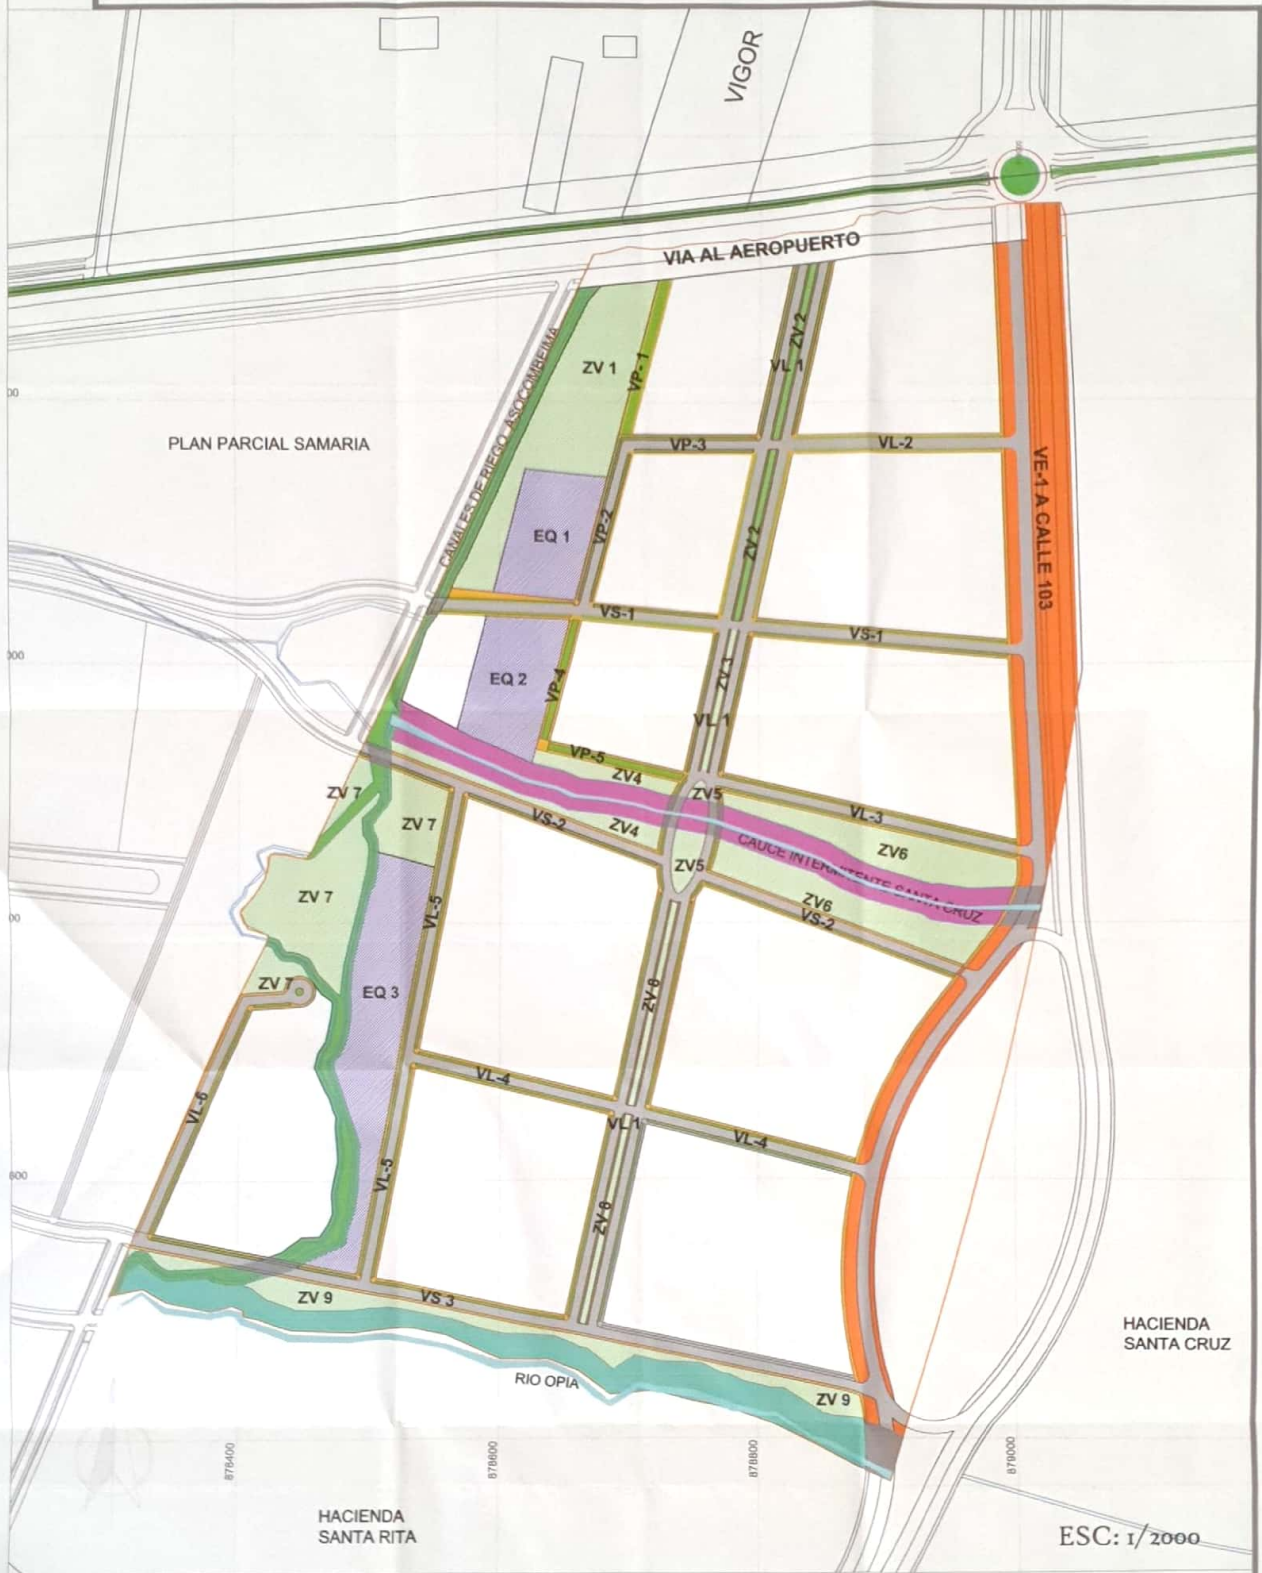 VIGOR
VIA AL AEROPUERTO
ZV 2
ZV 1
VP- 1
VL 1
CANALES DE RIEGO ASOCOMBEIMA
PLAN PARCIAL SAMARIA
VP-3
VL-2
VE-1 A CALLE 103
VP-2
EQ 1
ZV 2
VS-1
VS-1
EQ 2
VP-4
ZV 3
VL 1
VP-5
ZV4
ZV5
ZV 7
VS-2
ZV4
VL-3
ZV 7
CAUCE INTERMITENTE SANTA CRUZ
ZV6
ZV5
ZV 7
VL-5
ZV6
VS-2
ZV 7
EQ 3
ZV 8
VL-4
VL-6
VL 1
VL-4
VL-5
ZV 8
ZV 9
VS 3
RIO OPIA
ZV 9
HACIENDA
SANTA CRUZ
878400
878600
878800
879000
HACIENDA
SANTA RITA
ESC: 1/2000